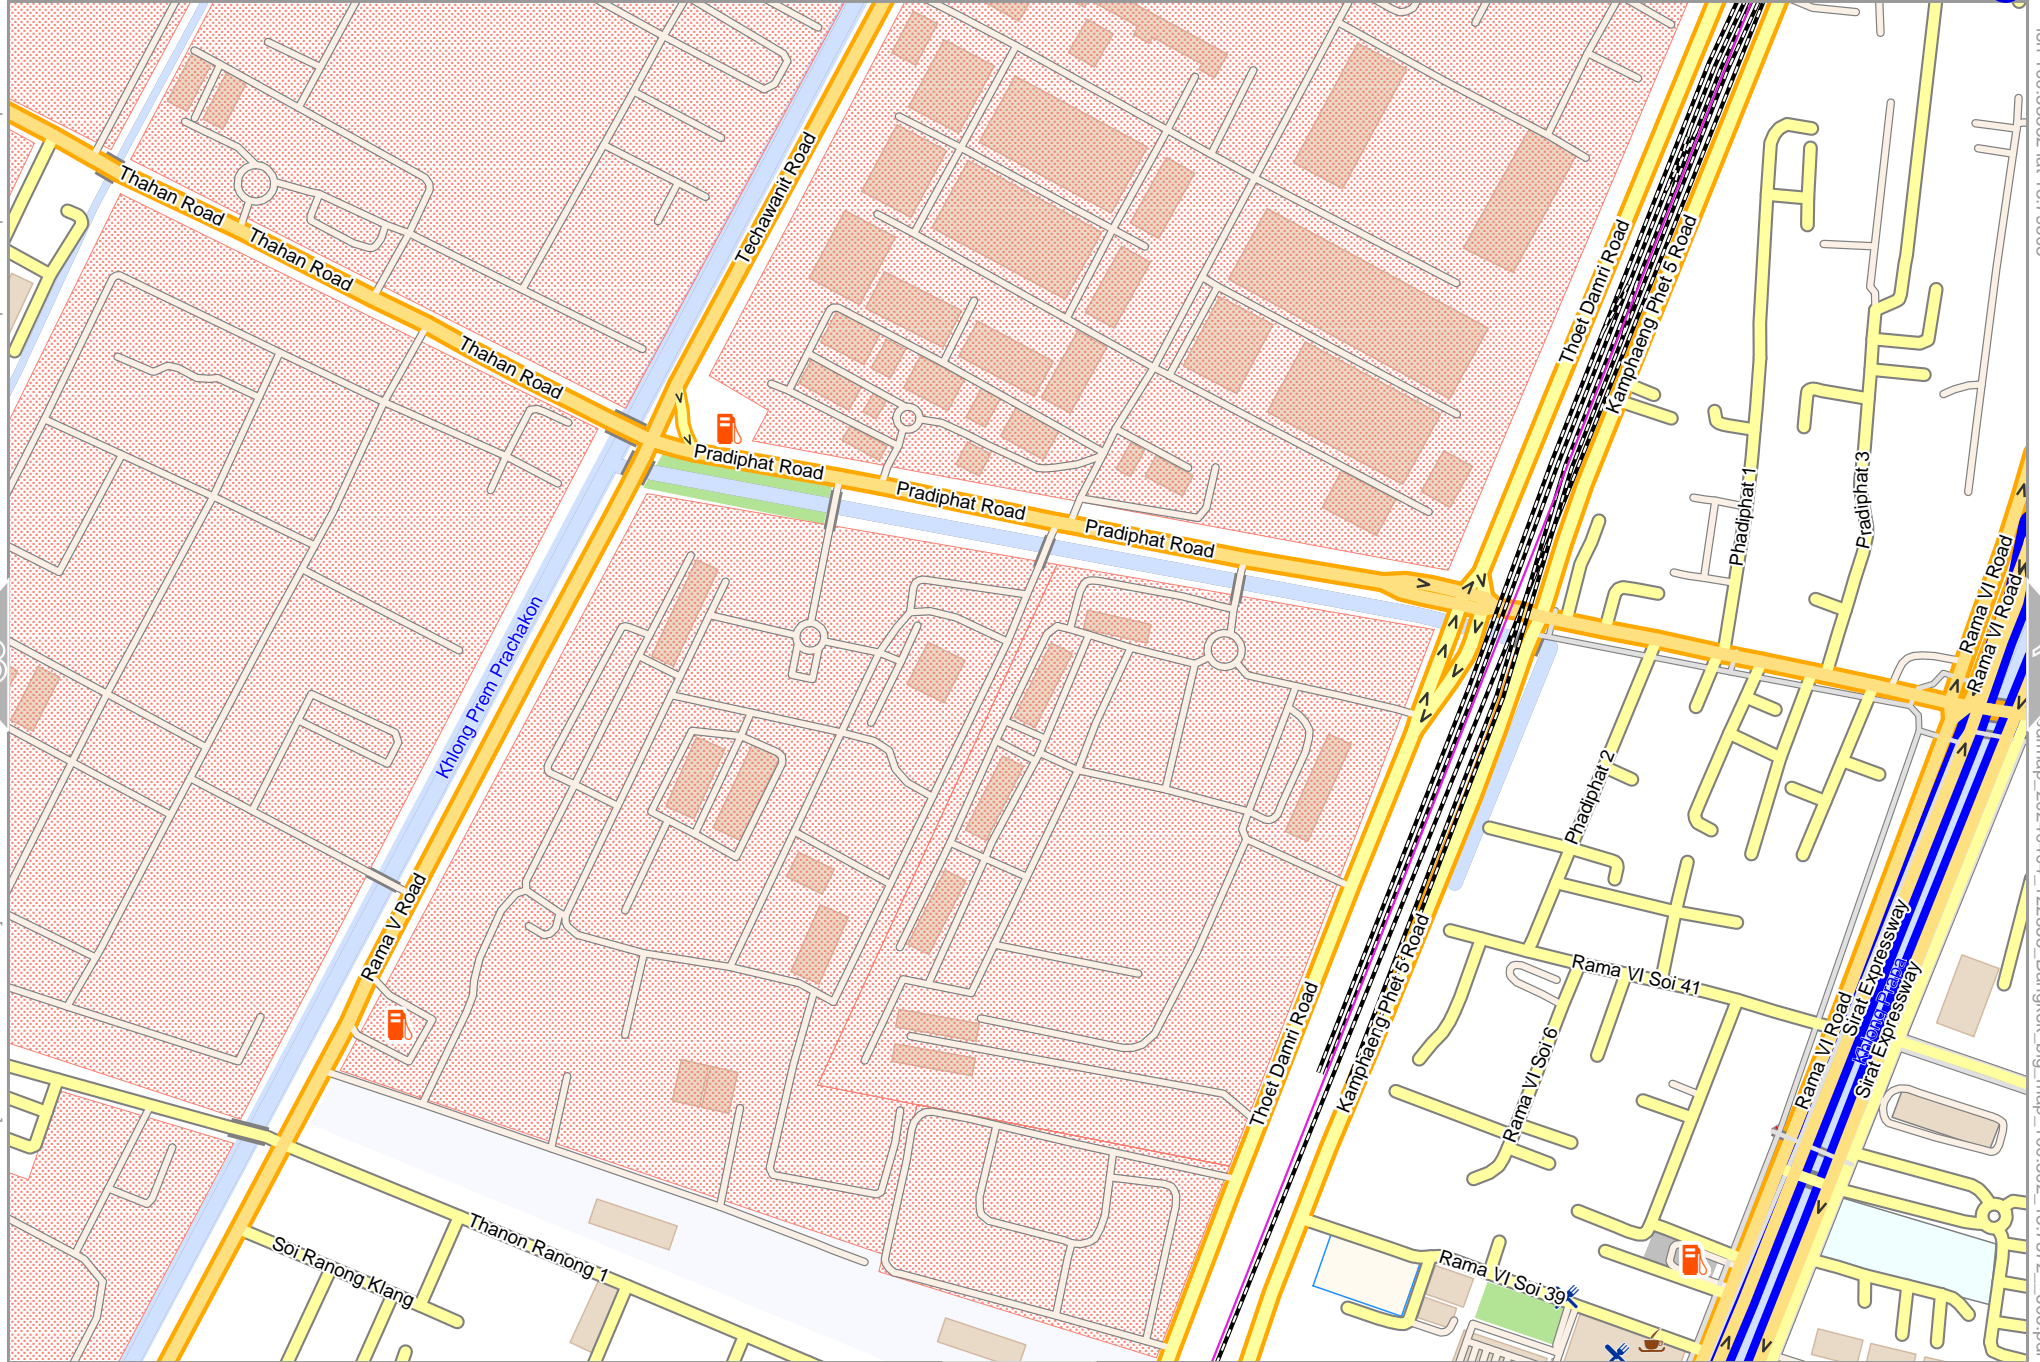 Thahan Road
Thahan Road
Thahan Road
Techawanit Road
Pradiphat Road
Pradiphat Road
Pradiphat Road
Thoet Damri Road
Kamphaeng Phet 5 Road
Phadiphat 1
Pradiphat 3
Rama VI Road
Rama VI Road
Khlong Prem Prachakon
Rama V Road
Phadiphat 2
Rama VI Soi 41
Sirat Expressway
Khlong Prapa
Sirat Expressway
Rama VI Road
Thoet Damri Road
Kamphaeng Phet 5 Road
Rama VI Soi 6
Thanon Ranong 1
Soi Ranong Klang
Rama VI Soi 39